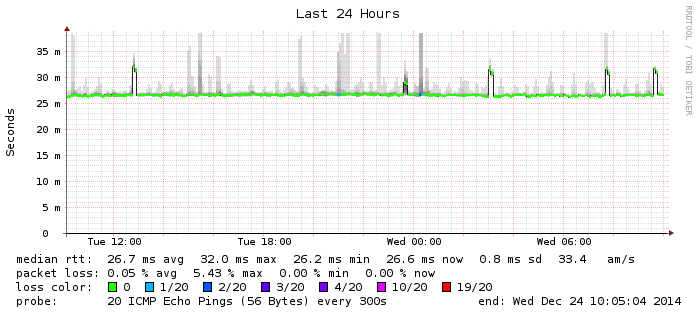 Last 24 Hours
RRDTOOL / TOBI OETIKER
Seconds
35 m
30 m
25 m
20 m
15 m
10 m
5 m
0
Tue 12:00 Tue 18:00 Wed 00:00 Wed 06:00
median rtt: 26.7 ms avg 32.0 ms max 26.2 ms min 26.6 ms now 0.8 ms sd 33.4 am/s
packet loss: 0.05 % avg 5.43 % max 0.00 % min 0.00 % now
loss color: 0 1/20 2/20 3/20 4/20 10/20 19/20
probe: 20 ICMP Echo Pings (56 Bytes) every 300s end: Wed Dec 24 10:05:04 2014